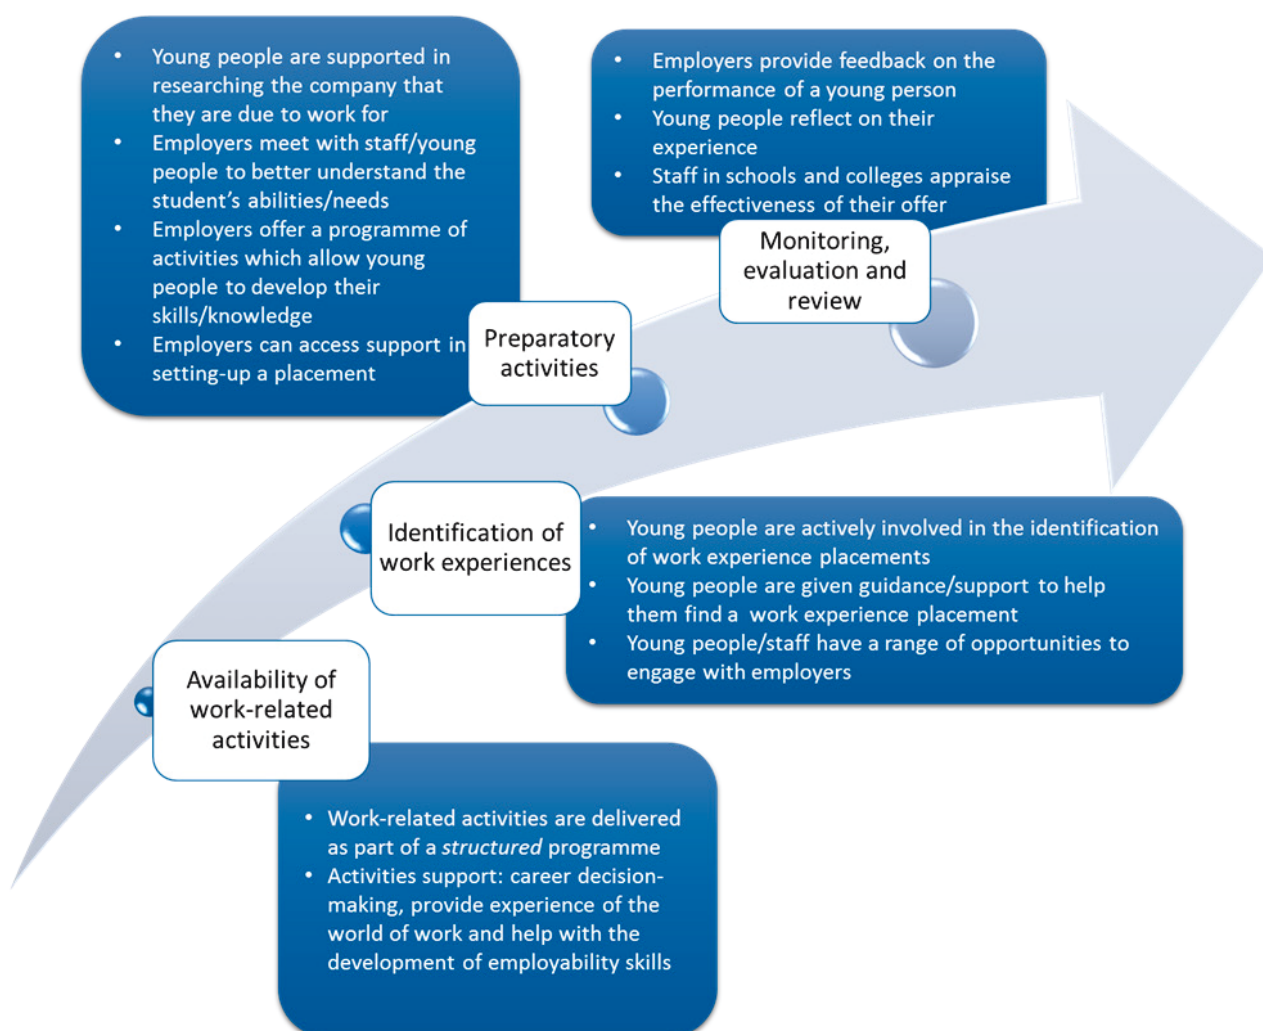 • Young people are supported in
researching the company that
they are due to work for
• Employers meet with staff/young
people to better understand the
student's abilities/needs
• Employers offer a programme of
activities which allow young
people to develop their
skills/knowledge
• Employers can access support in
setting-up a placement
• Employers provide feedback on the
performance of a young person
• Young people reflect on their
experience
• Staff in schools and colleges appraise
the effectiveness of their offer
Monitoring,
evaluation and
review
Preparatory
activities
Identification of
work experiences
• Young people are actively involved in the identification
of work experience placements
• Young people are given guidance/support to help
them find a work experience placement
• Young people/staff have a range of opportunities to
engage with employers
Availability of
work-related
activities
• Work-related activities are delivered
as part of a structured programme
• Activities support: career decision-
making, provide experience of the
world of work and help with the
development of employability skills